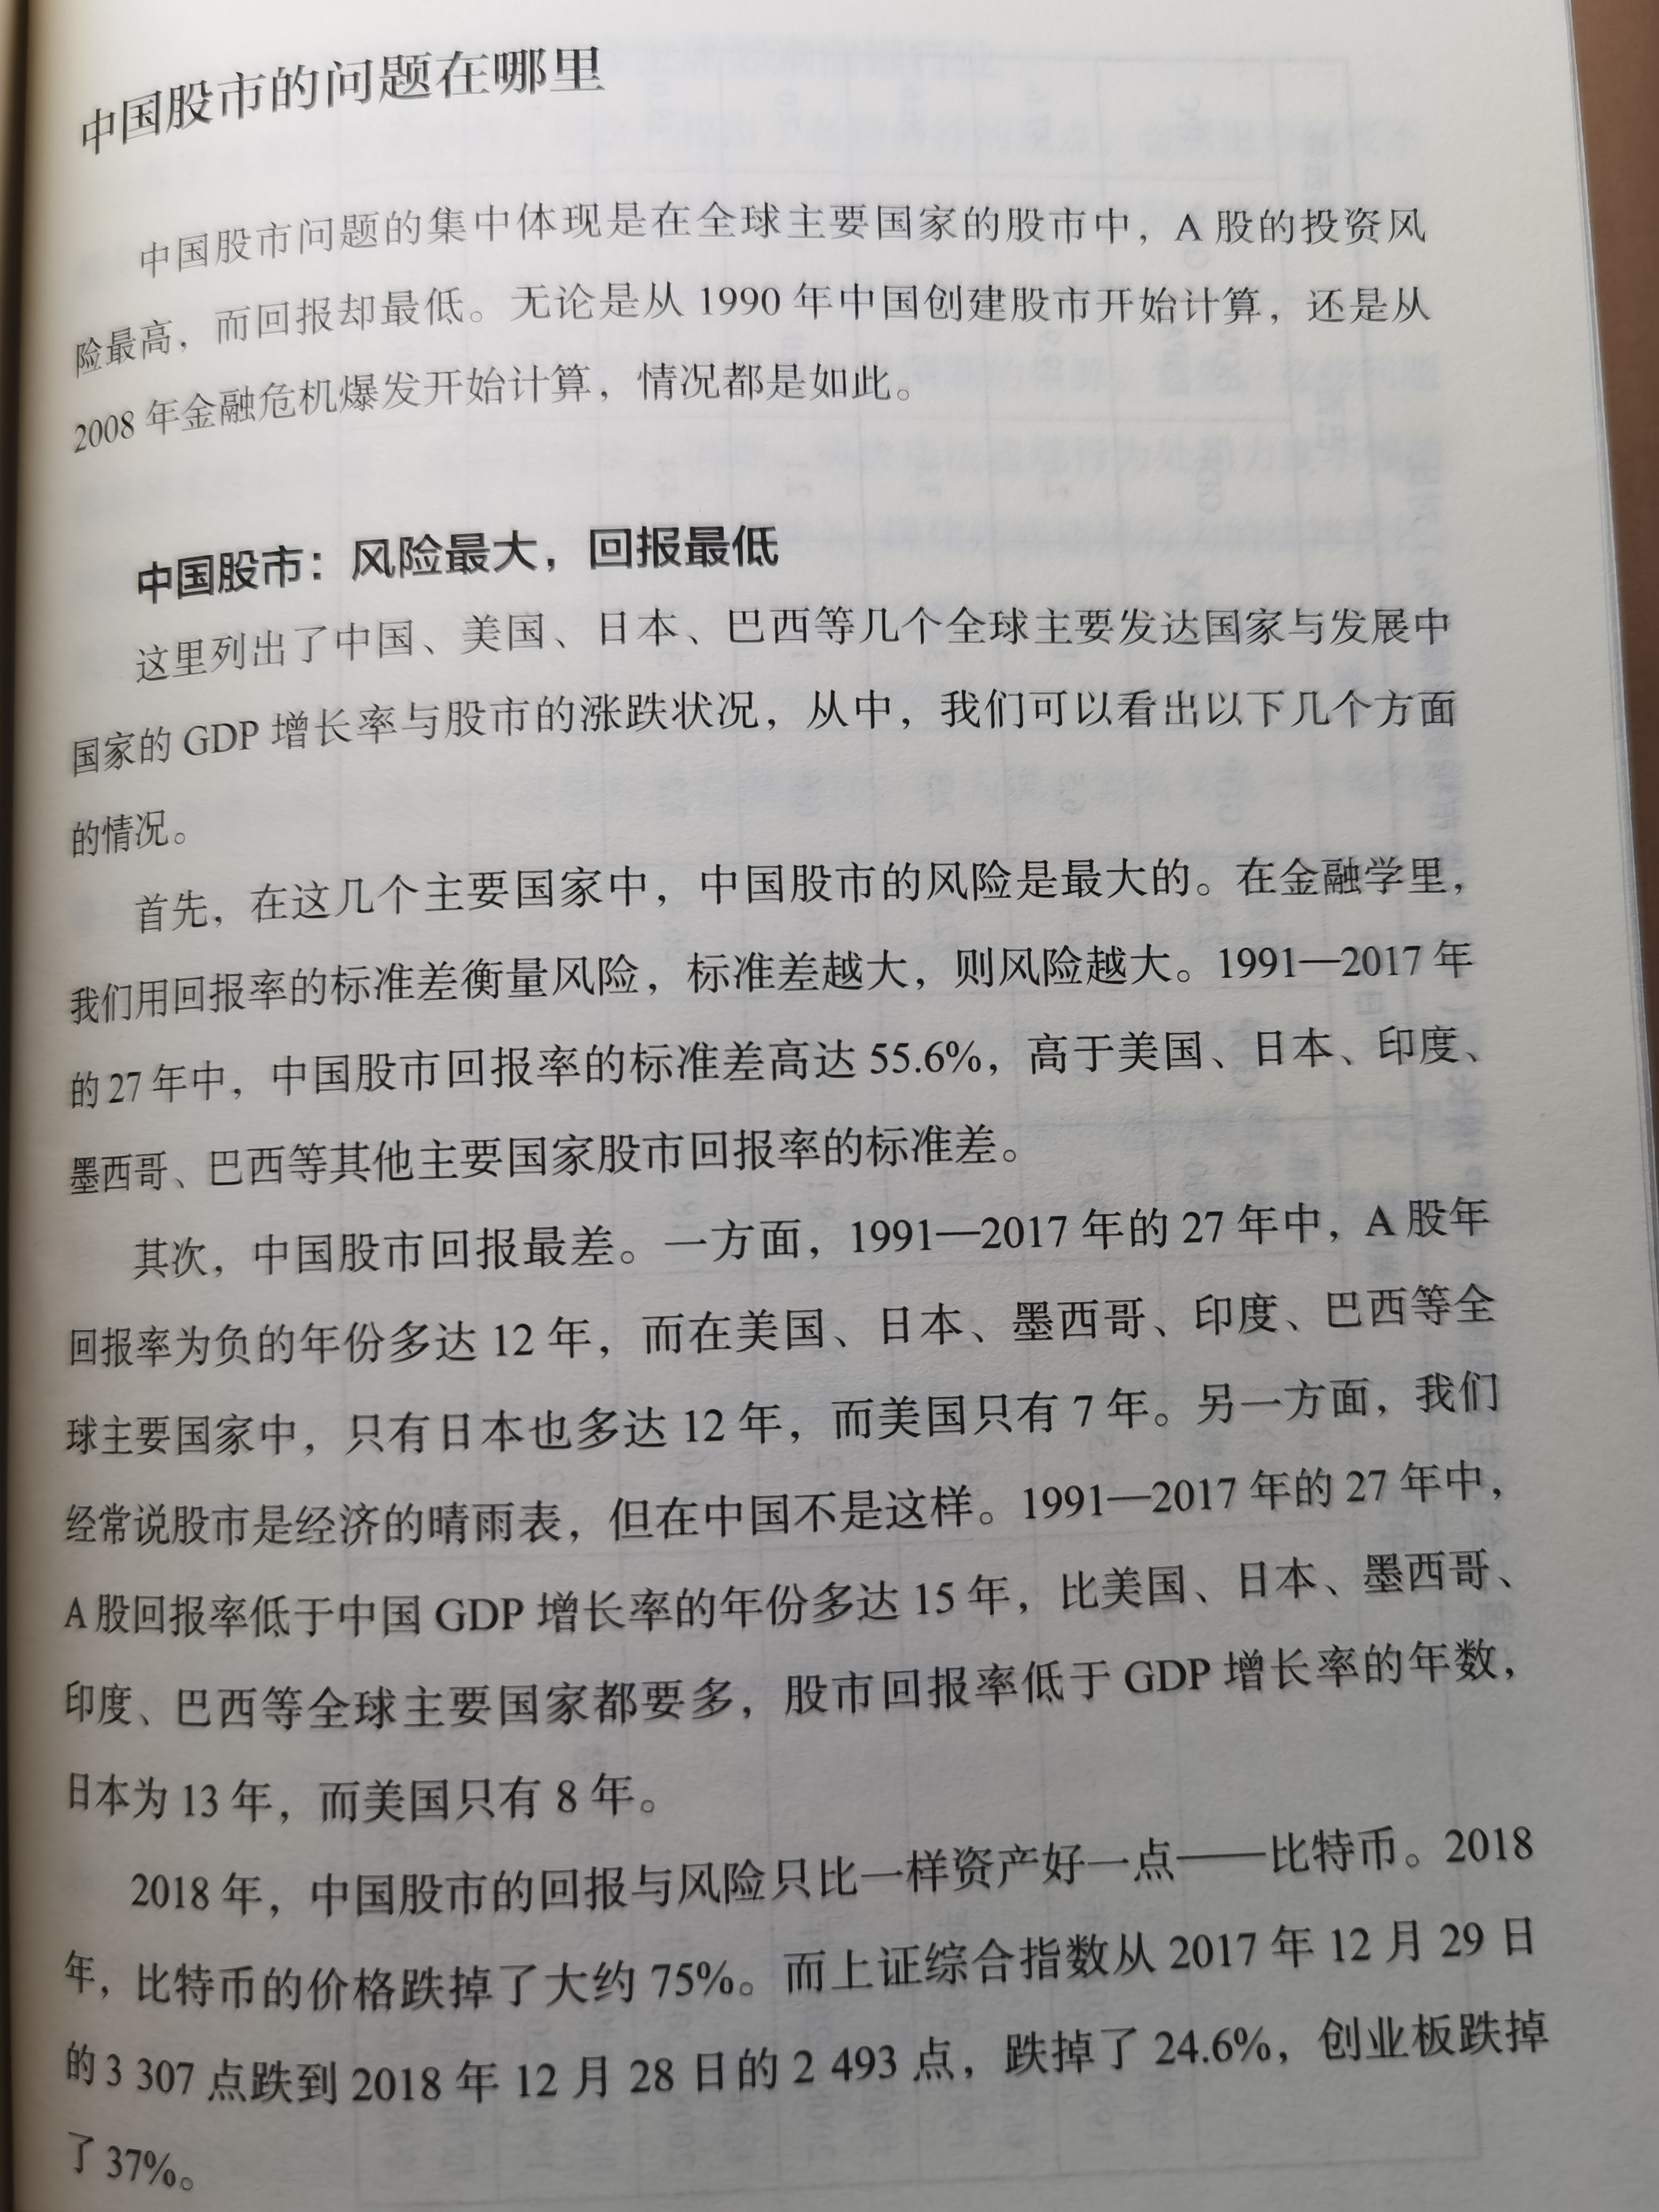 中国股市的问题在哪里
中国股市问题的集中体现是在全球主要国家的股市中，A 股的投资风
险最高，而回报却最低。无论是从 1990 年中国创建股市开始计算，还是从
2008 年金融危机爆发开始计算，情况都是如此。
中国股市：风险最大，回报最低
这里列出了中国、美国、日本、巴西等几个全球主要发达国家与发展中
国家的 GDP 增长率与股市的涨跌状况，从中，我们可以看出以下几个方面
的情况。
首先，在这几个主要国家中，中国股市的风险是最大的。在金融学里，
我们用回报率的标准差衡量风险，标准差越大，则风险越大。1991—2017 年
的 27 年中，中国股市回报率的标准差高达 55.6%，高于美国、日本、印度、
墨西哥、巴西等其他主要国家股市回报率的标准差。
其次，中国股市回报最差。一方面，1991—2017 年的 27 年中，A 股年
回报率为负的年份多达 12 年，而在美国、日本、墨西哥、印度、巴西等全
球主要国家中，只有日本也多达 12 年，而美国只有 7 年。另一方面，我们
经常说股市是经济的晴雨表，但在中国不是这样。1991—2017 年的 27 年中，
A 股回报率低于中国 GDP 增长率的年份多达 15 年，比美国、日本、墨西哥、
印度、巴西等全球主要国家都要多，股市回报率低于 GDP 增长率的年数，
日本为 13 年，而美国只有 8 年。
2018 年，中国股市的回报与风险只比一样资产好一点——比特币。2018
年，比特币的价格跌掉了大约 75%。而上证综合指数从 2017 年 12 月 29 日
的 3 307 点跌到 2018 年 12 月 28 日的 2 493 点，跌掉了 24.6%，创业板跌掉
了 37%。